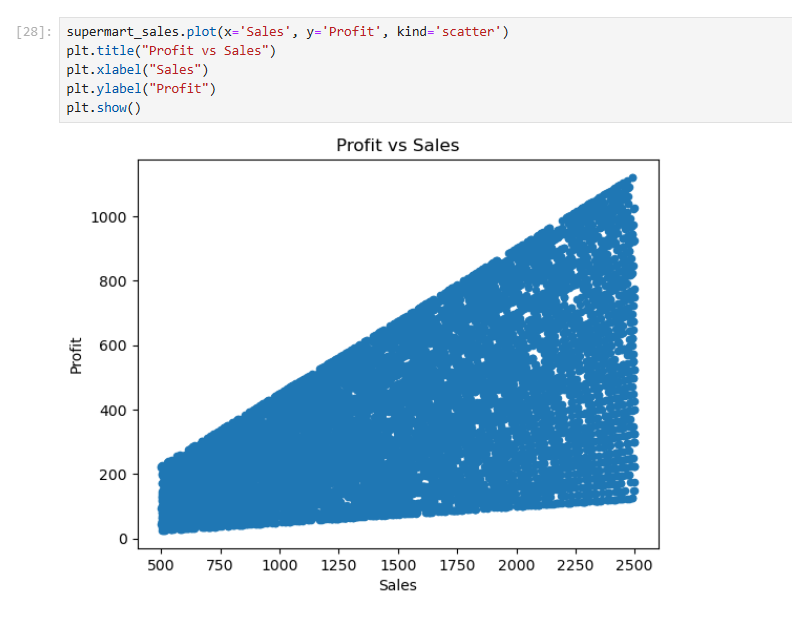 [28]: supermart_sales.plot(x='Sales', y='Profit', kind='scatter')
plt.title("Profit vs Sales")
plt.xlabel("Sales")
plt.ylabel("Profit")
plt.show()
Profit vs Sales
1000
800
600
400
200
0
Profit
500 750 1000 1250 1500 1750 2000 2250 2500
Sales